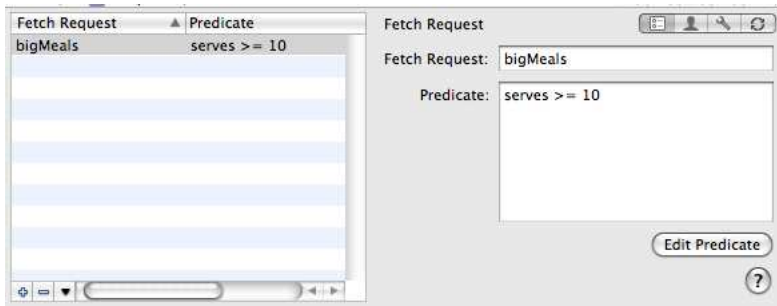 Fetch Request Predicate
bigMeals serves >= 10
Fetch Request
Fetch Request: bigMeals
Predicate: serves >= 10
Edit Predicate
?